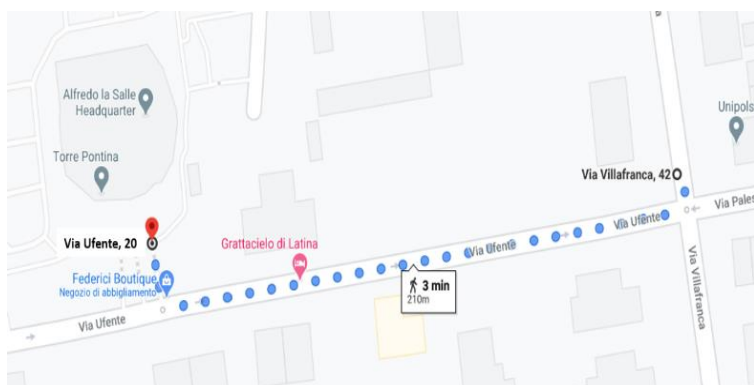 Alfredo la Salle
Headquarter
Torre Pontina
Via Ufente, 20
Federici Boutique
Negozio di abbigliamento
Via Ufente
Grattacielo di Latina
3 min
210m
Via Ufente
Via Ufente
Via Villafranca, 42
Unipols
Via Pales
Via Villafranca